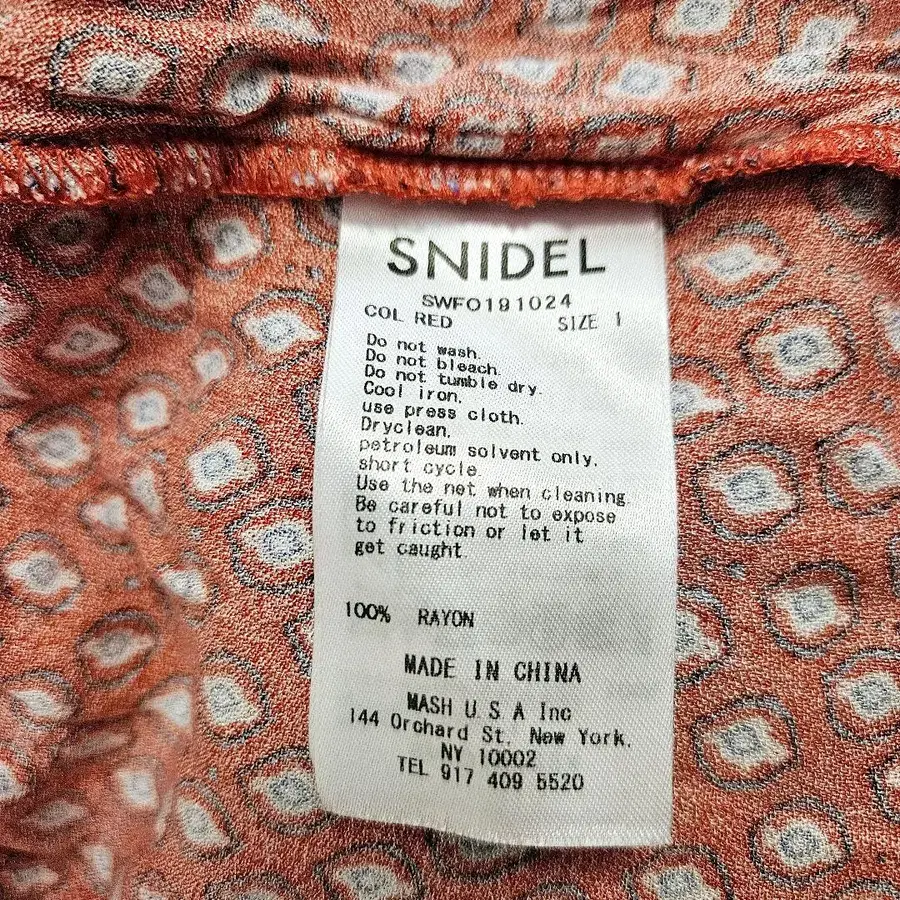 SNIDEL
SWFO191024
COL RED SIZE 1
Do not wash.
Do not bleach.
Do not tumble dry.
Cool iron.
use press cloth.
Dryclean.
petroleum solvent only.
short cycle.
Use the net when cleaning.
Be careful not to expose
to friction or let it
get caught.
100% RAYON
MADE IN CHINA
MASH U S A Inc
144 Orchard St. New York.
NY 10002
TEL 917 409 5520